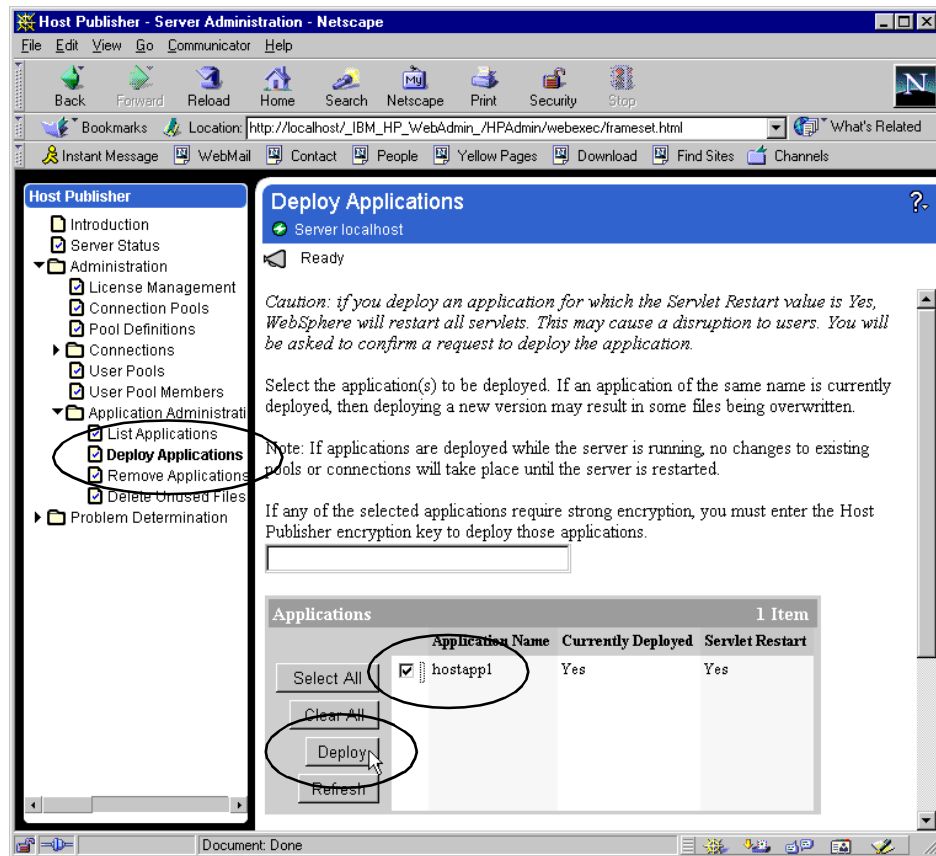 Host Publisher - Server Administration - Netscape
File Edit View Go Communicator Help
Back Forward Reload Home Search Netscape Print Security Stop
My
N
Bookmarks Location: http://localhost/_IBM_HP_WebAdmin_/HPAdmin/webexec/frameset.html What's Related
Instant Message WebMail Contact People Yellow Pages Download Find Sites Channels
Host Publisher
Introduction
Server Status
Administration
License Management
Connection Pools
Pool Definitions
Connections
User Pools
User Pool Members
Application Administrati
List Applications
Deploy Applications
Remove Applications
Delete Unused Files
Problem Determination
Deploy Applications
?
Server localhost
Ready
Caution: if you deploy an application for which the Servlet Restart value is Yes,
WebSphere will restart all servlets. This may cause a disruption to users. You will
be asked to confirm a request to deploy the application.
Select the application(s) to be deployed. If an application of the same name is currently
deployed, then deploying a new version may result in some files being overwritten.
Note: If applications are deployed while the server is running, no changes to existing
pools or connections will take place until the server is restarted.
If any of the selected applications require strong encryption, you must enter the Host
Publisher encryption key to deploy those applications.
Applications 1 Item
Application Name Currently Deployed Servlet Restart
hostapp1 Yes Yes
Select All
Clear All
Deploy
Refresh
Document: Done